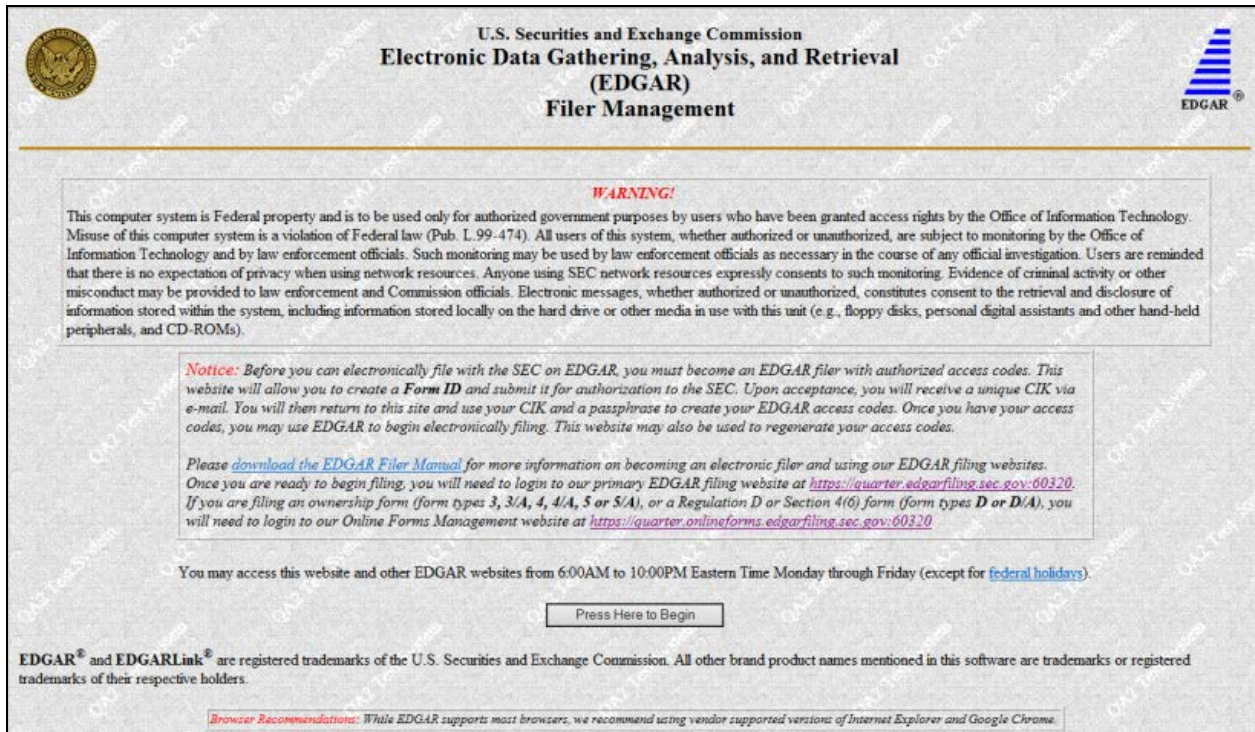 U.S. Securities and Exchange Commission
Electronic Data Gathering, Analysis, and Retrieval
(EDGAR)
Filer Management
EDGAR ®
WARNING!
This computer system is Federal property and is to be used only for authorized government purposes by users who have been granted access rights by the Office of Information Technology.
Misuse of this computer system is a violation of Federal law (Pub. L.99-474). All users of this system, whether authorized or unauthorized, are subject to monitoring by the Office of
Information Technology and by law enforcement officials. Such monitoring may be used by law enforcement officials as necessary in the course of any official investigation. Users are reminded
that there is no expectation of privacy when using network resources. Anyone using SEC network resources expressly consents to such monitoring. Evidence of criminal activity or other
misconduct may be provided to law enforcement and Commission officials. Electronic messages, whether authorized or unauthorized, constitutes consent to the retrieval and disclosure of
information stored within the system, including information stored locally on the hard drive or other media in use with this unit (e.g., floppy disks, personal digital assistants and other hand-held
peripherals, and CD-ROMs).
Notice: Before you can electronically file with the SEC on EDGAR, you must become an EDGAR filer with authorized access codes. This
website will allow you to create a Form ID and submit it for authorization to the SEC. Upon acceptance, you will receive a unique CIK via
e-mail. You will then return to this site and use your CIK and a passphrase to create your EDGAR access codes. Once you have your access
codes, you may use EDGAR to begin electronically filing. This website may also be used to regenerate your access codes.
Please download the EDGAR Filer Manual for more information on becoming an electronic filer and using our EDGAR filing websites.
Once you are ready to begin filing, you will need to login to our primary EDGAR filing website at https://quarter.edgarfiling.sec.gov:60320.
If you are filing an ownership form (form types 3, 3/A, 4, 4/A, 5 or 5/A), or a Regulation D or Section 4(6) form (form types D or D/A), you
will need to login to our Online Forms Management website at https://quarter.onlineforms.edgarfiling.sec.gov:60320
You may access this website and other EDGAR websites from 6:00AM to 10:00PM Eastern Time Monday through Friday (except for federal holidays).
Press Here to Begin
EDGAR® and EDGARLink® are registered trademarks of the U.S. Securities and Exchange Commission. All other brand product names mentioned in this software are trademarks or registered
trademarks of their respective holders.
Browser Recommendations: While EDGAR supports most browsers, we recommend using vendor supported versions of Internet Explorer and Google Chrome.
QA2 Test System